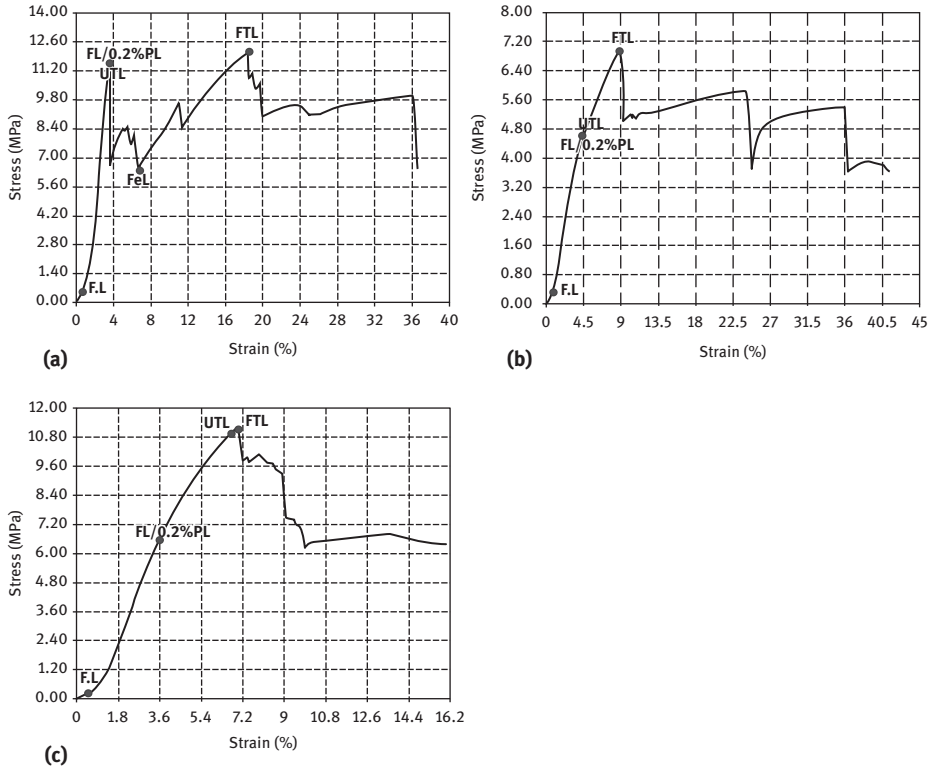 14.00
12.60
11.20
9.80
8.40
7.00
5.60
4.20
2.80
1.40
0.00
Stress (MPa)
FL/0.2%PL
UTL
FTL
FeL
F.L
0 4 8 12 16 20 24 28 32 36 40
Strain (%)
(a)
8.00
7.20
6.40
5.60
4.80
4.00
3.20
2.40
1.60
0.80
0.00
Stress (MPa)
FTL
UTL
FL/0.2%PL
F.L
0 4.5 9 13.5 18 22.5 27 31.5 36 40.5 45
Strain (%)
(b)
12.00
10.80
9.60
8.40
7.20
6.00
4.80
3.60
2.40
1.20
0.00
Stress (MPa)
UTL FTL
FL/0.2%PL
F.L
0 1.8 3.6 5.4 7.2 9 10.8 12.6 14.4 16.2
Strain (%)
(c)